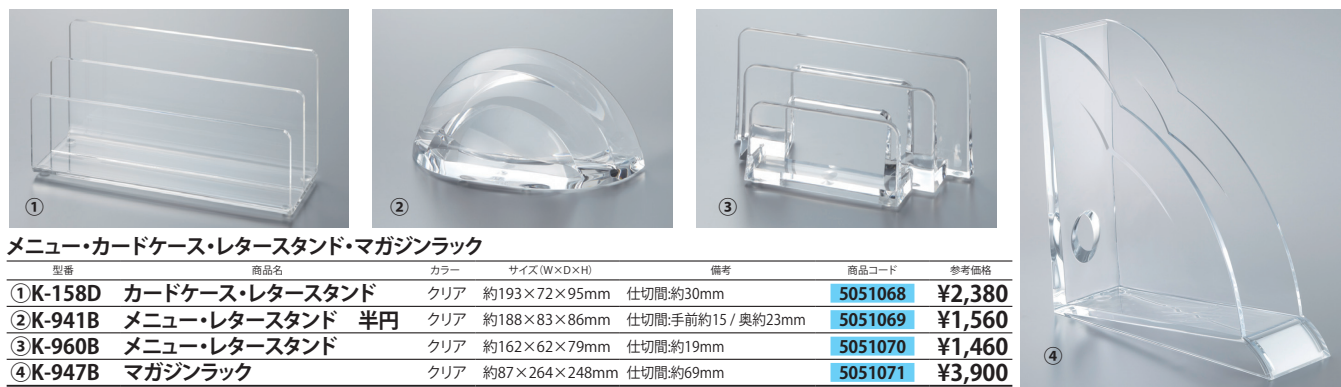 ①
②
③
④
メニュー・カードケース・レタースタンド・マガジンラック
型番 商品名 カラー サイズ(W×D×H) 備考 商品コード 参考価格
①K-158D カードケース・レタースタンド クリア 約193×72×95mm 仕切間:約30mm 5051068 ¥2,380
②K-941B メニュー・レタースタンド 半円 クリア 約188×83×86mm 仕切間:手前約15 / 奥約23mm 5051069 ¥1,560
③K-960B メニュー・レタースタンド クリア 約162×62×79mm 仕切間:約19mm 5051070 ¥1,460
④K-947B マガジンラック クリア 約87×264×248mm 仕切間:約69mm 5051071 ¥3,900